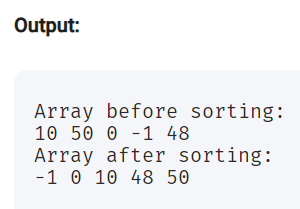 Output:
Array before sorting:
10 50 0 -1 48
Array after sorting:
-1 0 10 48 50